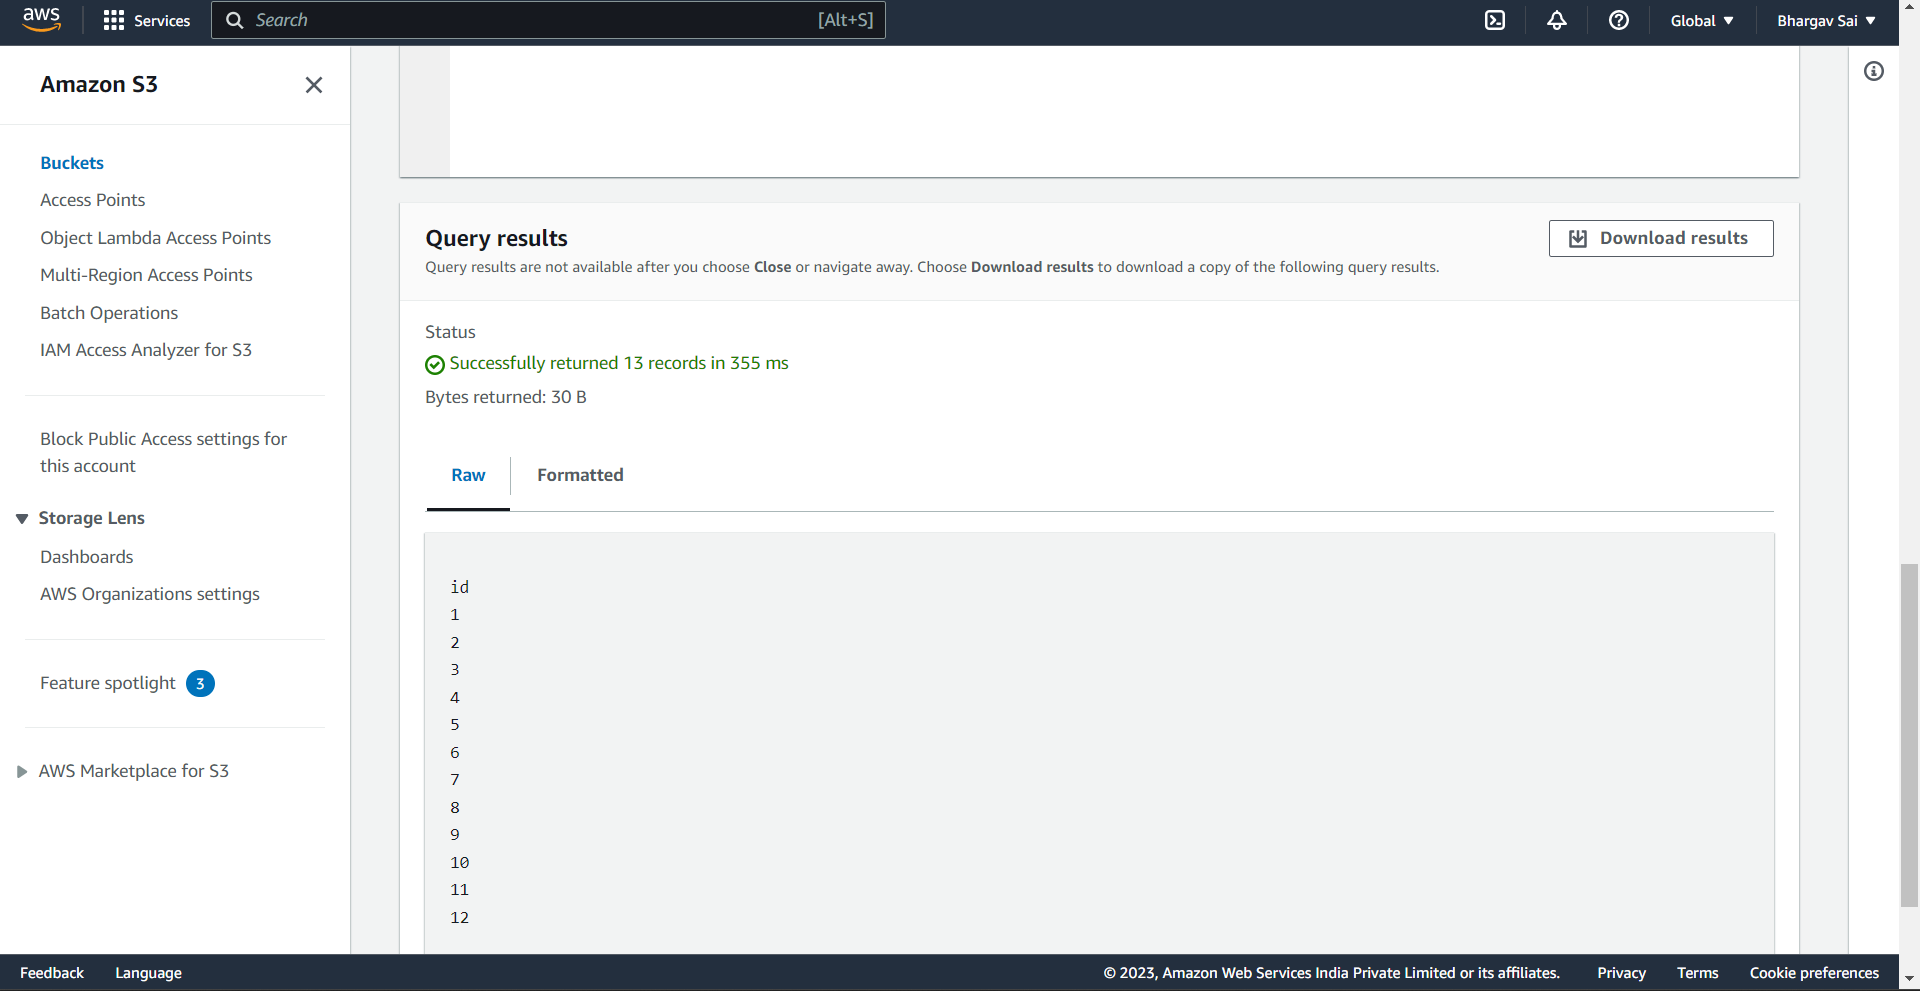 aws Services Search [Alt+S] Global Bhargav Sai
Amazon S3
Buckets
Access Points
Object Lambda Access Points
Multi-Region Access Points
Batch Operations
IAM Access Analyzer for S3
Block Public Access settings for
this account
Storage Lens
Dashboards
AWS Organizations settings
Feature spotlight 3
AWS Marketplace for S3
Query results
Download results
Query results are not available after you choose Close or navigate away. Choose Download results to download a copy of the following query results.
Status
Successfully returned 13 records in 355 ms
Bytes returned: 30 B
Raw Formatted
id
1
2
3
4
5
6
7
8
9
10
11
12
Feedback Language © 2023, Amazon Web Services India Private Limited or its affiliates. Privacy Terms Cookie preferences